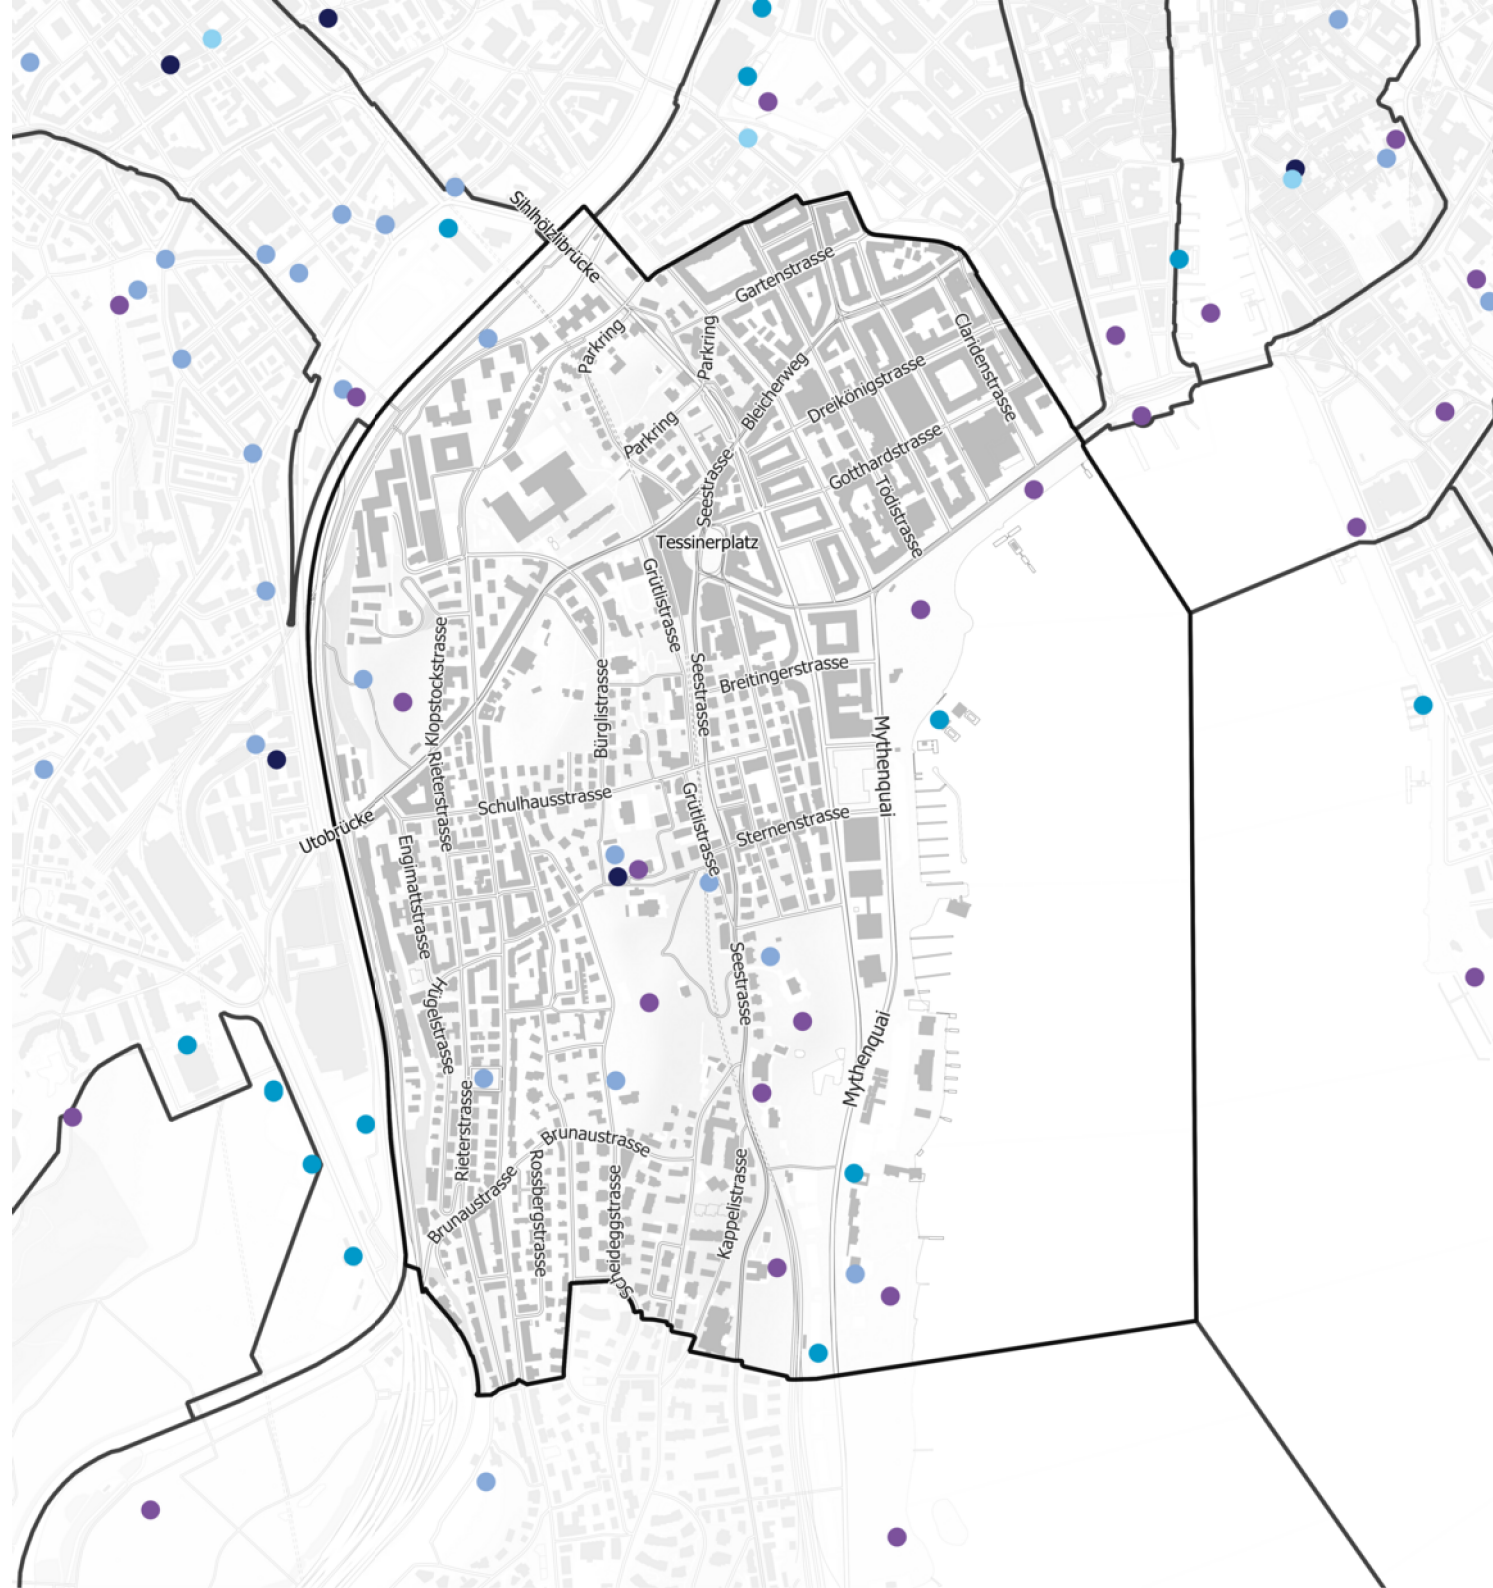 Sihlhölzlibrücke
Gartenstrasse
Parkring
Parkring
Claridenstrasse
Bleicherweg
Dreikönigstrasse
Parkring
Gotthardstrasse
Seestrasse
Tödistrasse
Tessinerplatz
Grütlistrasse
Klopstockstrasse
Bürglistrasse
Seestrasse
Breitingerstrasse
Mythenquai
Rieterstrasse
Schulhausstrasse
Grütlistrasse
Utobrücke
Sternenstrasse
Engimattstrasse
Seestrasse
Hügelstrasse
Mythenquai
Rieterstrasse
Brunaustrasse
Brunaustrasse
Rossbergstrasse
Scheideggstrasse
Kappelistrasse